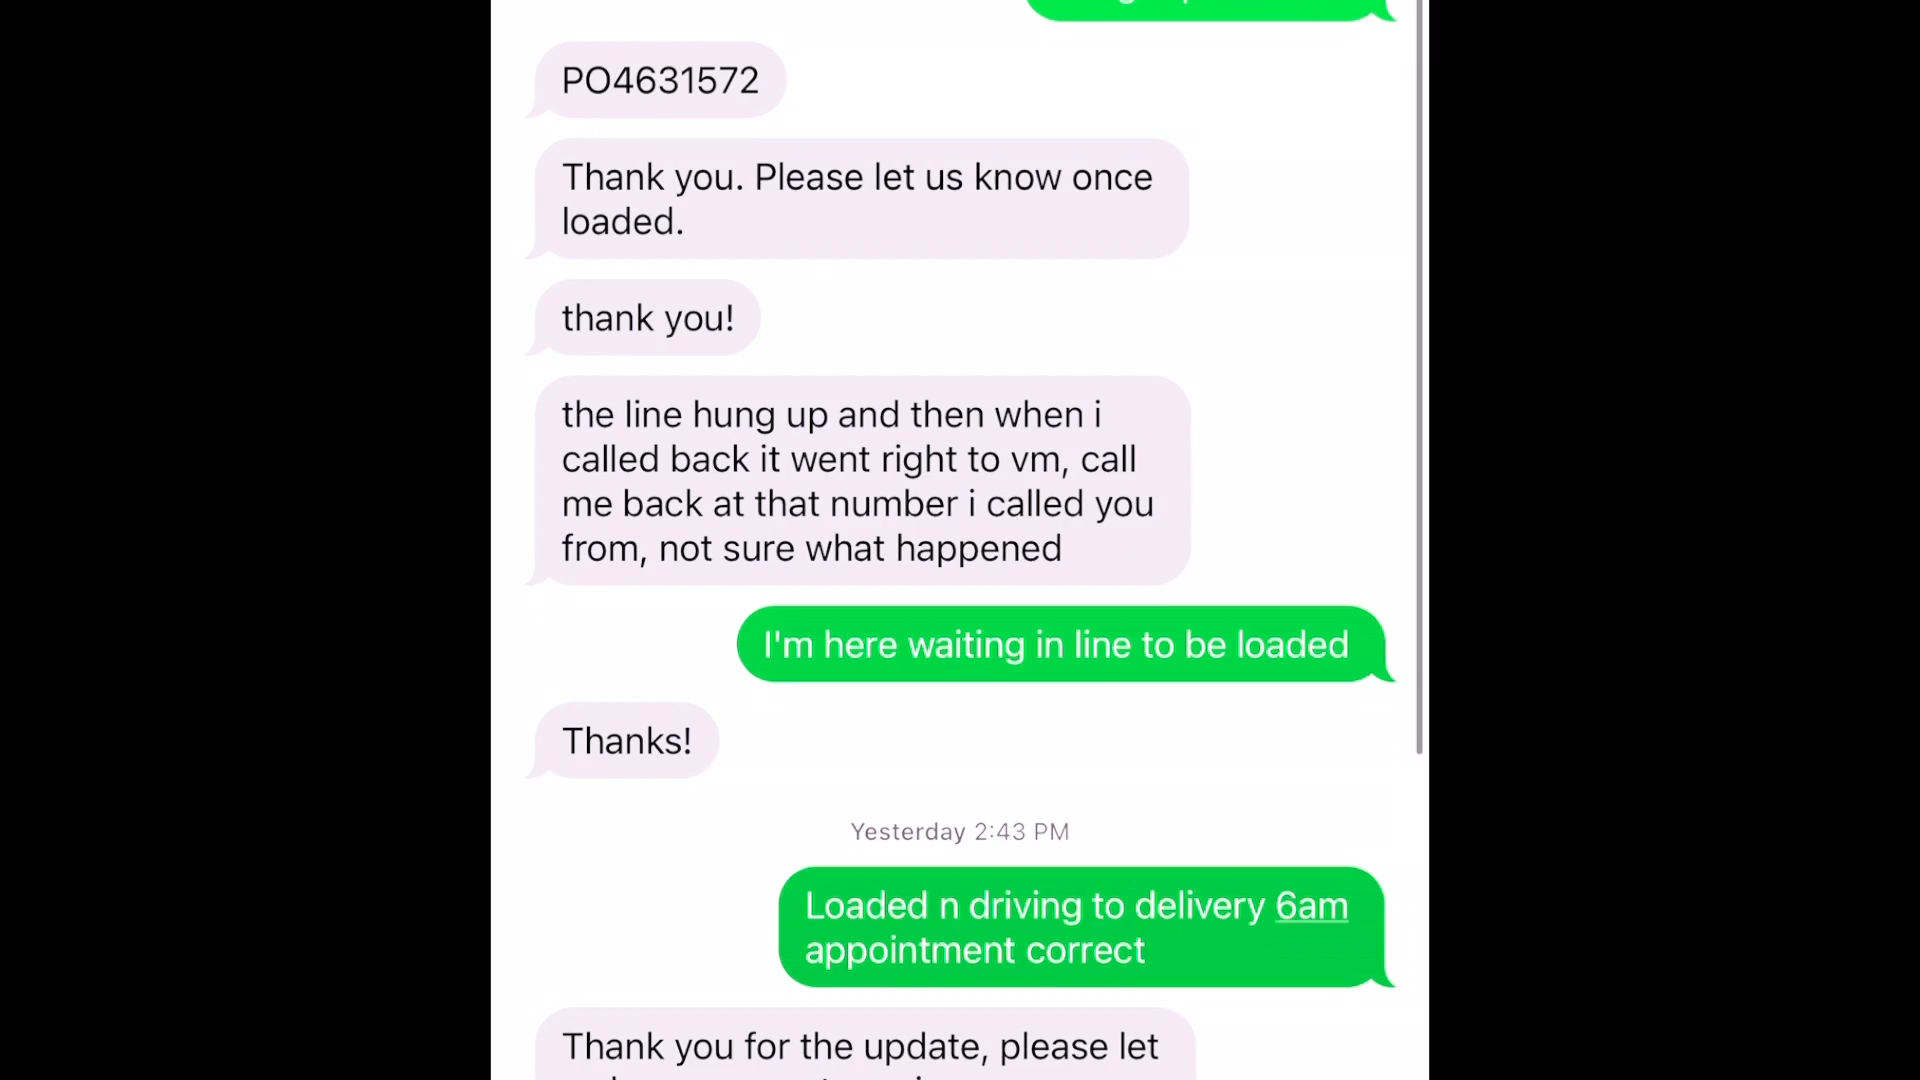 PO4631572
Thank you. Please let us know once
loaded.
thank you!
the line hung up and then when i
called back it went right to vm, call
me back at that number i called you
from, not sure what happened
I'm here waiting in line to be loaded
Thanks!
Yesterday 2:43 PM
Loaded n driving to delivery 6am
appointment correct
Thank you for the update, please let